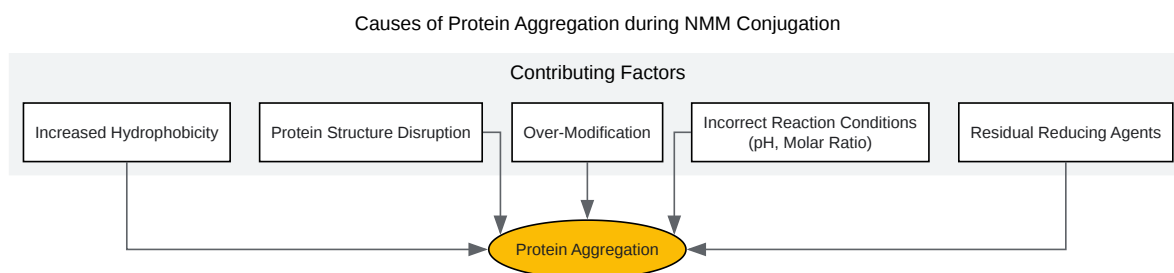 Causes of Protein Aggregation during NMM Conjugation
Contributing Factors
Increased Hydrophobicity
Protein Structure Disruption
Over-Modification
Incorrect Reaction Conditions
(pH, Molar Ratio)
Residual Reducing Agents
Protein Aggregation